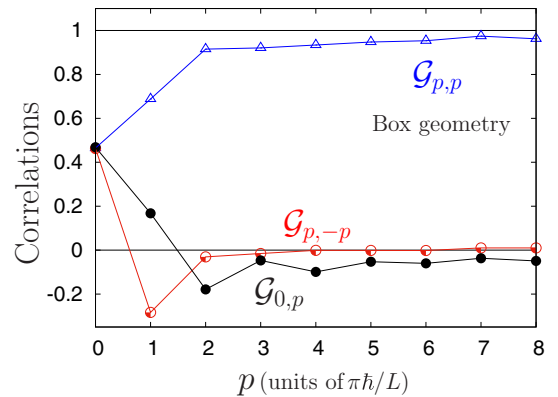 1
0.8
0.6
0.4
0.2
0
-0.2
Correlations
𝒢p,p
Box geometry
𝒢p,−p
𝒢0,p
0 1 2 3 4 5 6 7 8
p (units of πℏ/L)